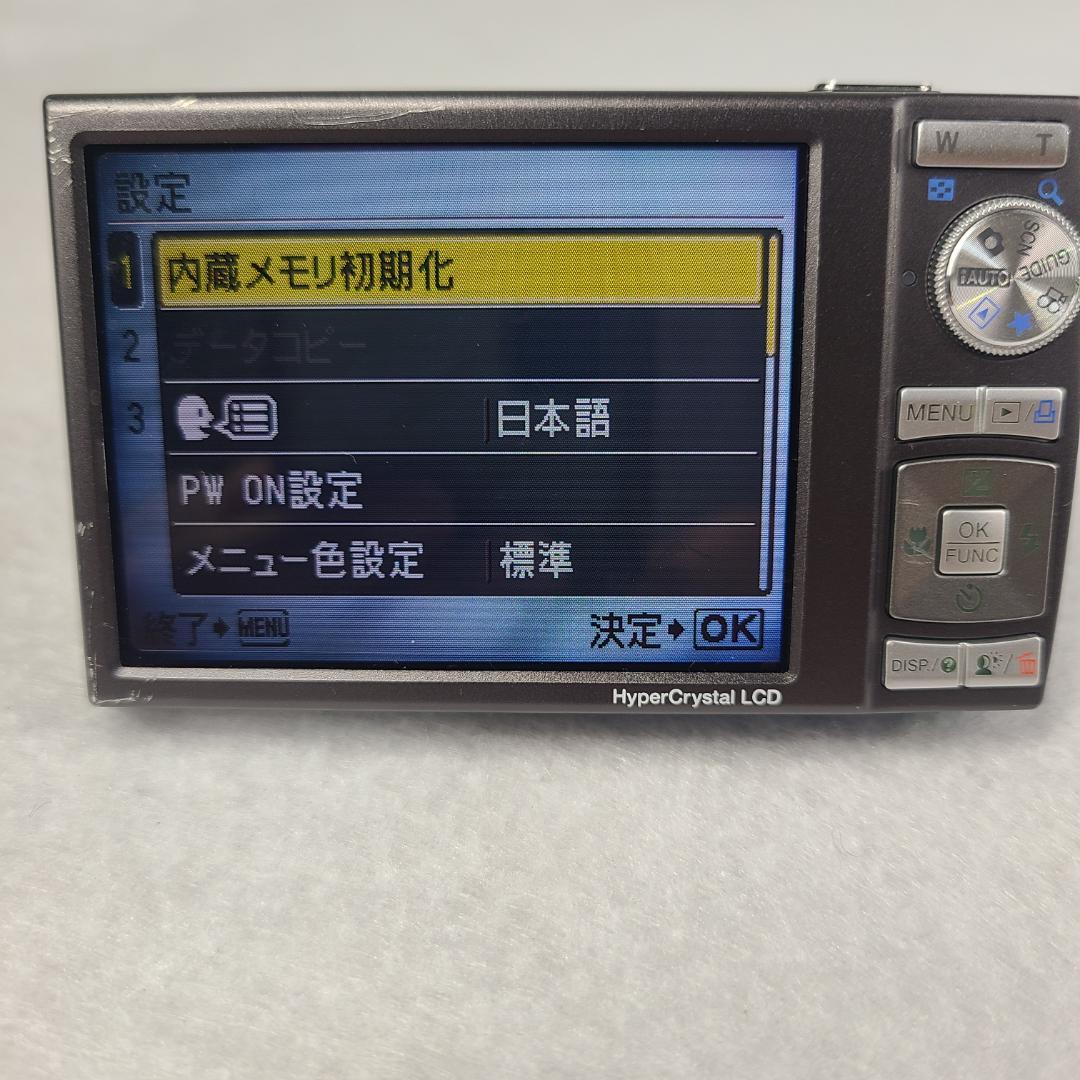 設定
1
内蔵メモリ初期化
2
データコピー
3
日本語
PW ON設定
メニュー色設定 標準
終了 MENU
決定 OK
HyperCrystal LCD
W T
SCN
GUIDE
iAUTO
MENU
/
OK
FUNC
DISP./?
/